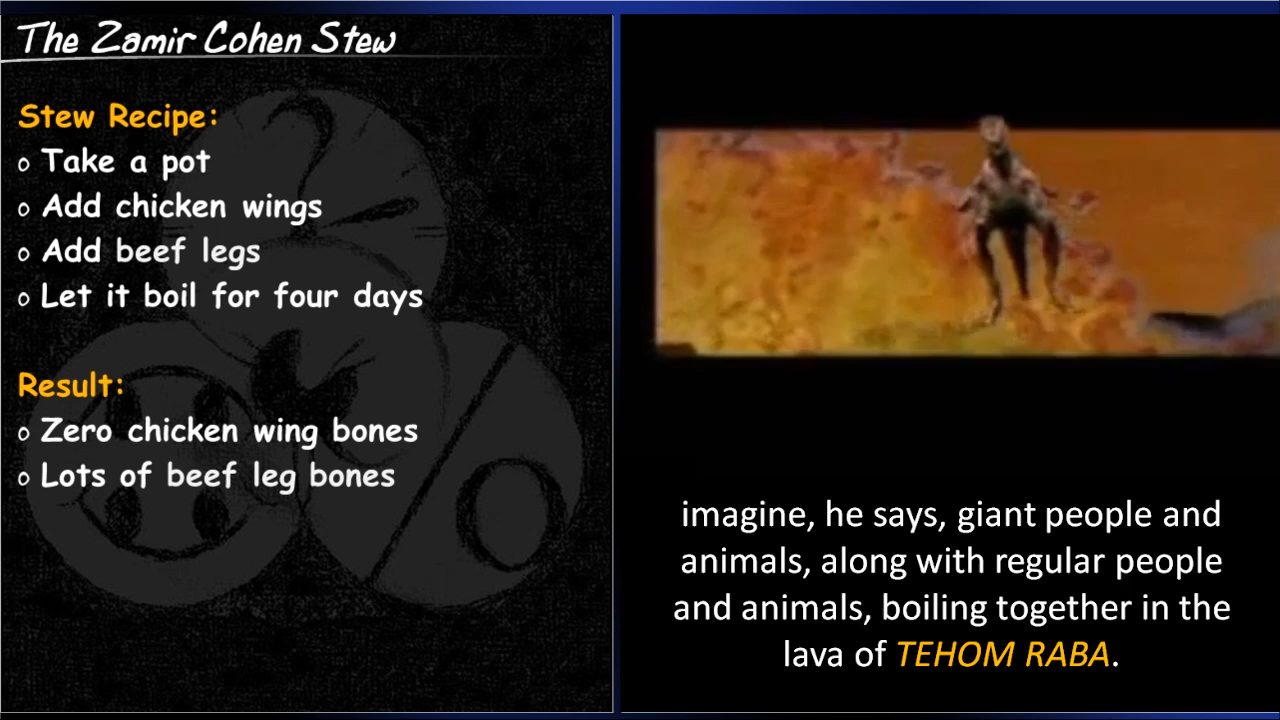 The Zamir Cohen Stew
Stew Recipe:
o Take a pot
o Add chicken wings
o Add beef legs
o Let it boil for four days
Result:
o Zero chicken wing bones
o Lots of beef leg bones
imagine, he says, giant people and
animals, along with regular people
and animals, boiling together in the
lava of TEHOM RABA.